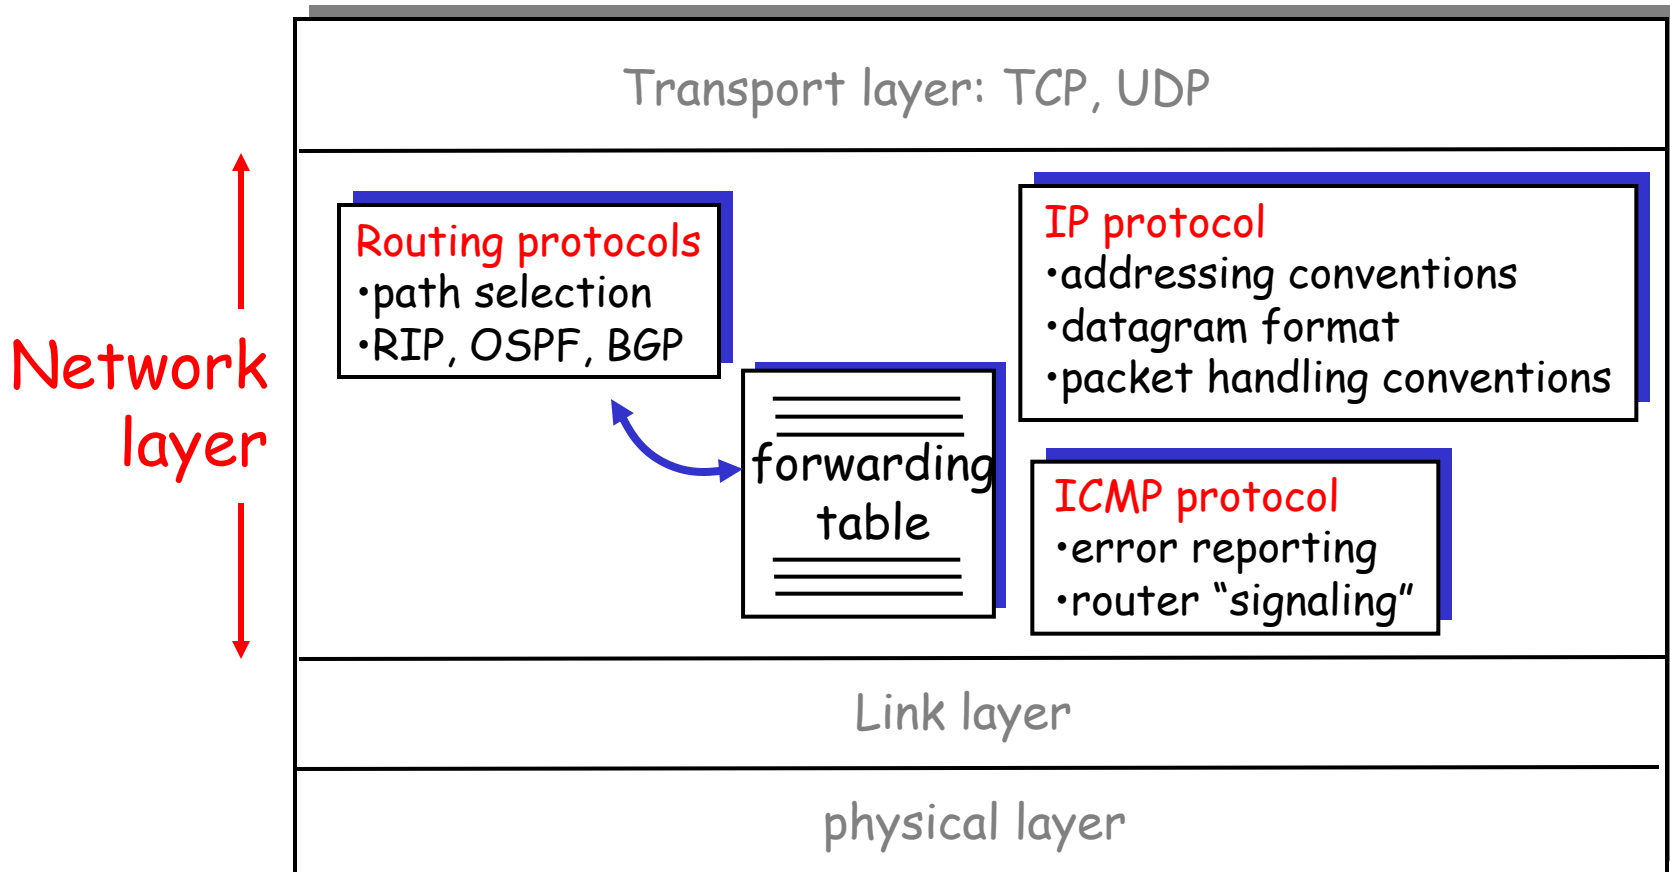 Transport layer: TCP, UDP
Network
layer
Routing protocols
•path selection
•RIP, OSPF, BGP
forwarding
table
IP protocol
•addressing conventions
•datagram format
•packet handling conventions
ICMP protocol
•error reporting
•router “signaling”
Link layer
physical layer